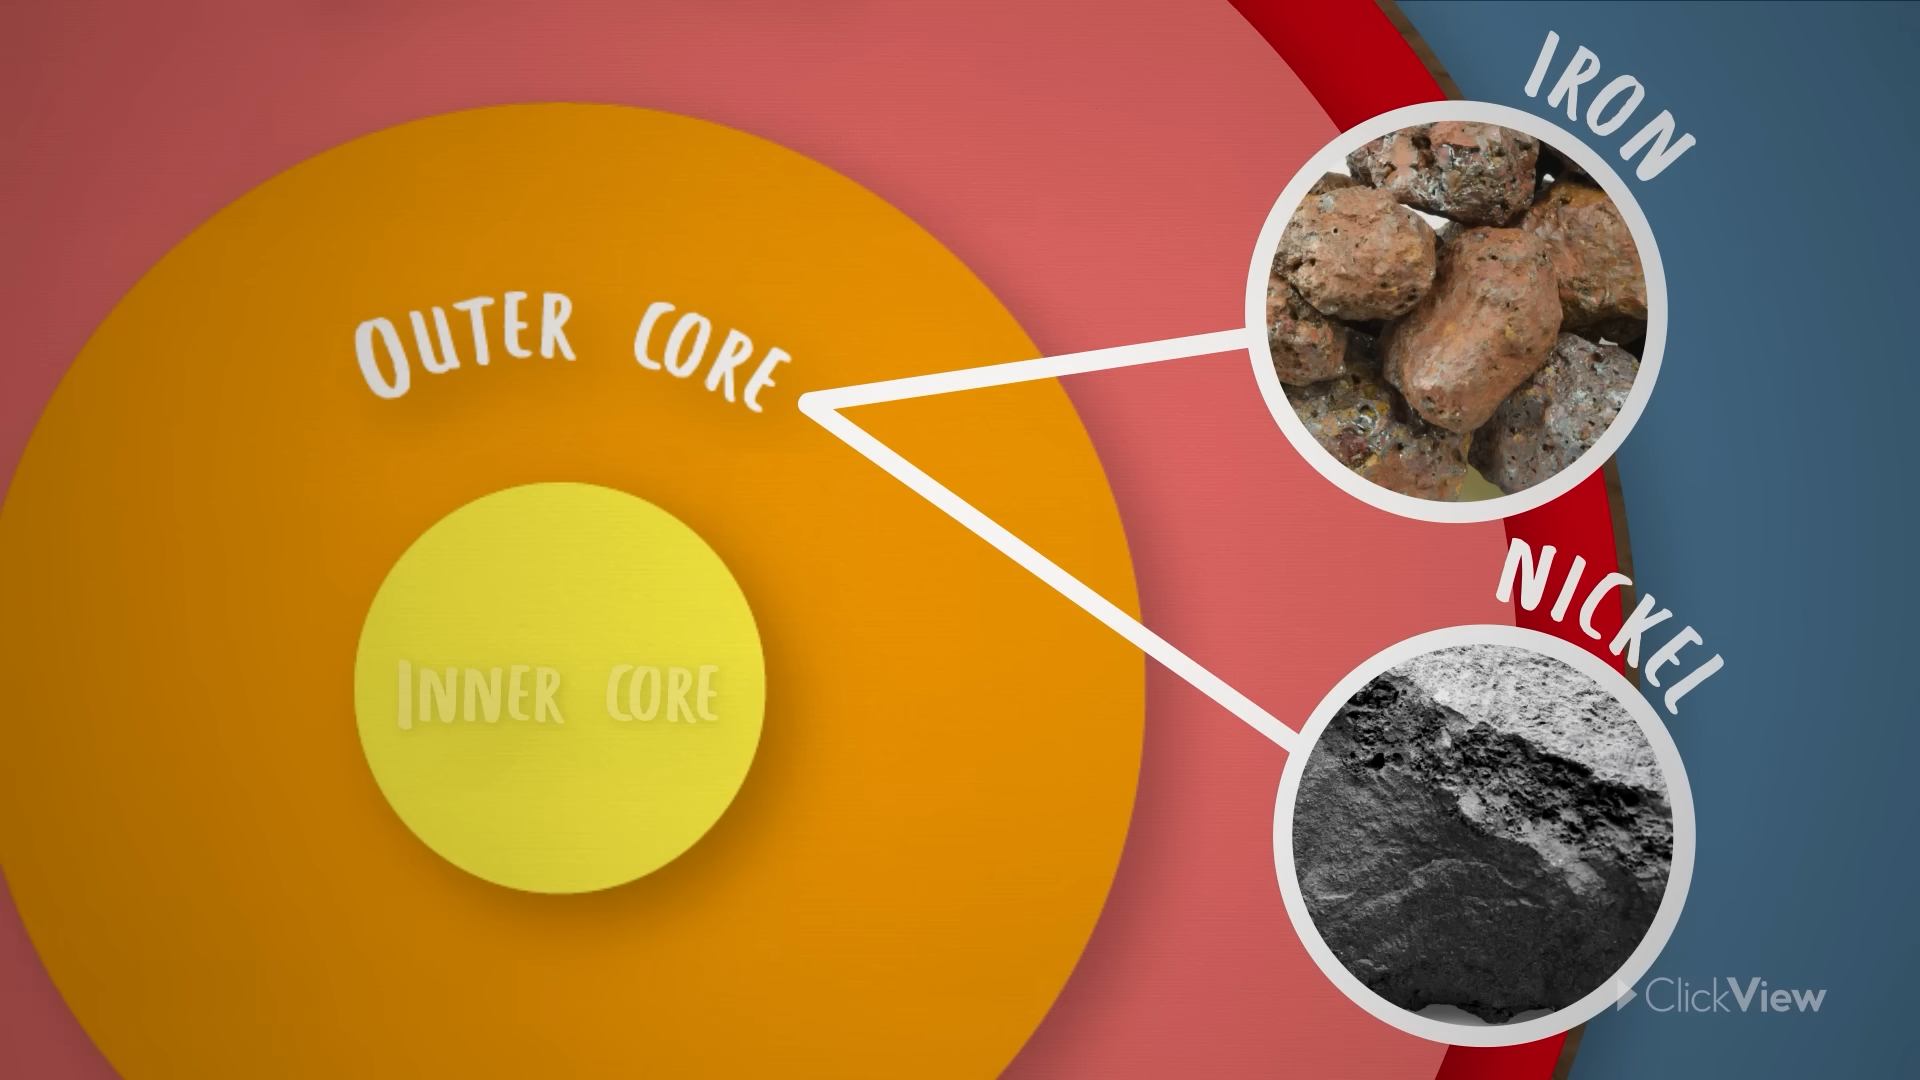 IRON
OUTER CORE
NICKEL
INNER CORE
ClickView